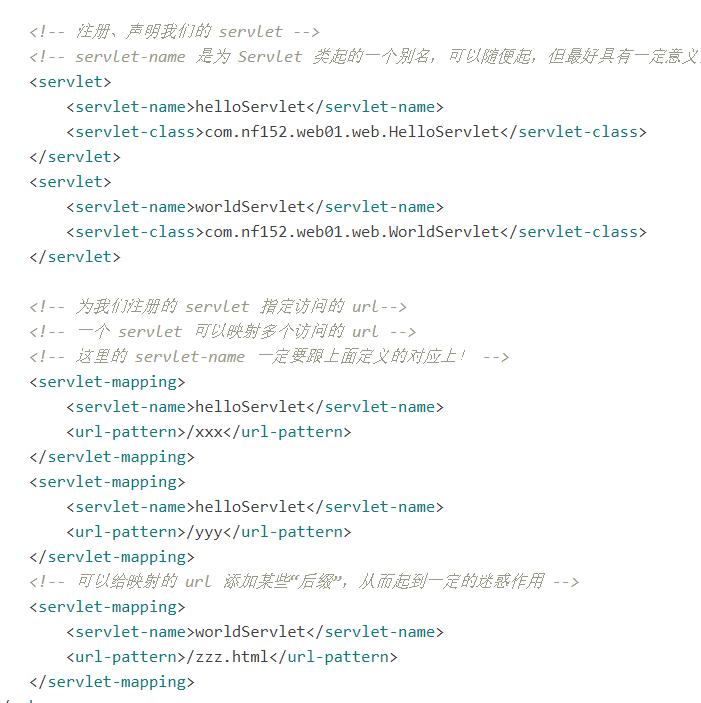 <!-- 注册、声明我们的 servlet -->
<!-- servlet-name 是为 Servlet 类起的一个别名，可以随便起，但最好具有一定意义
<servlet>
<servlet-name>helloServlet</servlet-name>
<servlet-class>com.nf152.web01.web.HelloServlet</servlet-class>
</servlet>
<servlet>
<servlet-name>worldServlet</servlet-name>
<servlet-class>com.nf152.web01.web.WorldServlet</servlet-class>
</servlet>
<!-- 为我们注册的 servlet 指定访问的 url-->
<!-- 一个 servlet 可以映射多个访问的 url -->
<!-- 这里的 servlet-name 一定要跟上面定义的对应上！ -->
<servlet-mapping>
<servlet-name>helloServlet</servlet-name>
<url-pattern>/xxx</url-pattern>
</servlet-mapping>
<servlet-mapping>
<servlet-name>helloServlet</servlet-name>
<url-pattern>/yyy</url-pattern>
</servlet-mapping>
<!-- 可以给映射的 url 添加某些“后缀”，从而起到一定的迷惑作用 -->
<servlet-mapping>
<servlet-name>worldServlet</servlet-name>
<url-pattern>/zzz.html</url-pattern>
</servlet-mapping>